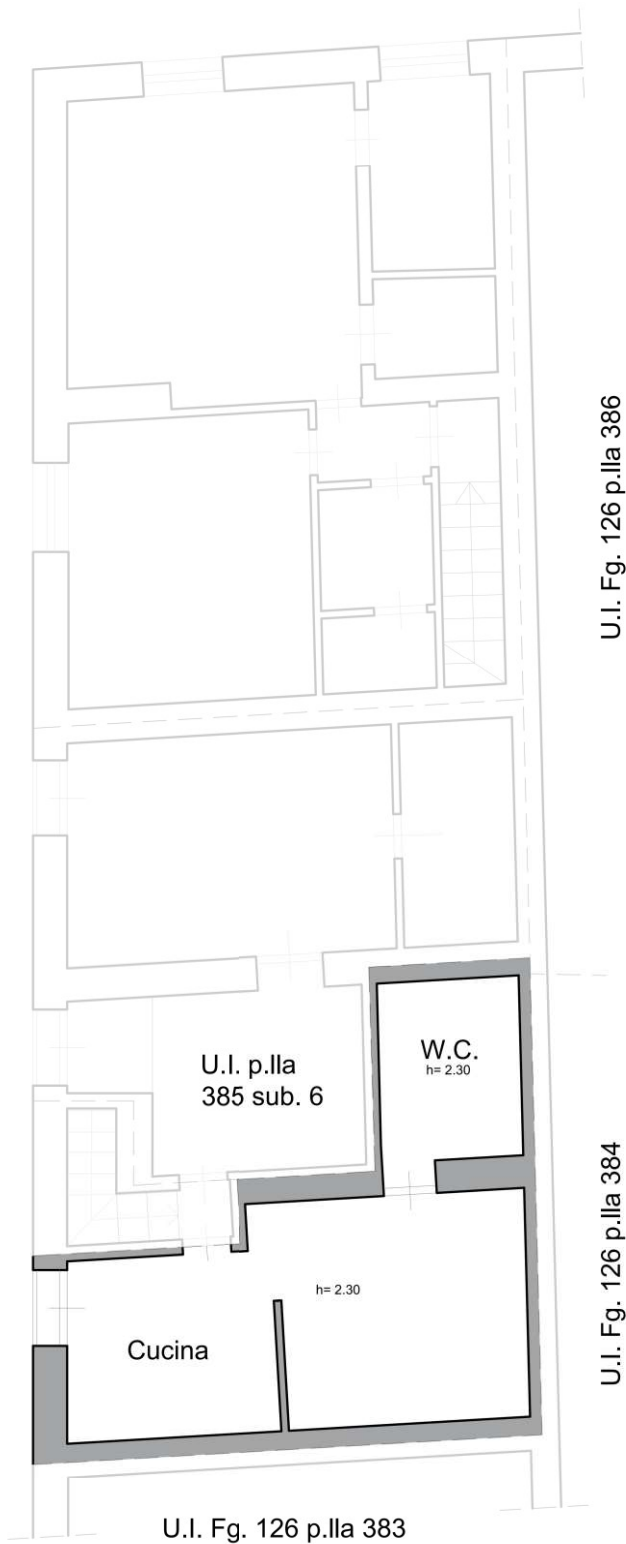 U.I. Fg. 126 p.lla 386
U.I. p.lla
385 sub. 6
W.C.
h= 2.30
U.I. Fg. 126 p.lla 384
h= 2.30
Cucina
U.I. Fg. 126 p.lla 383